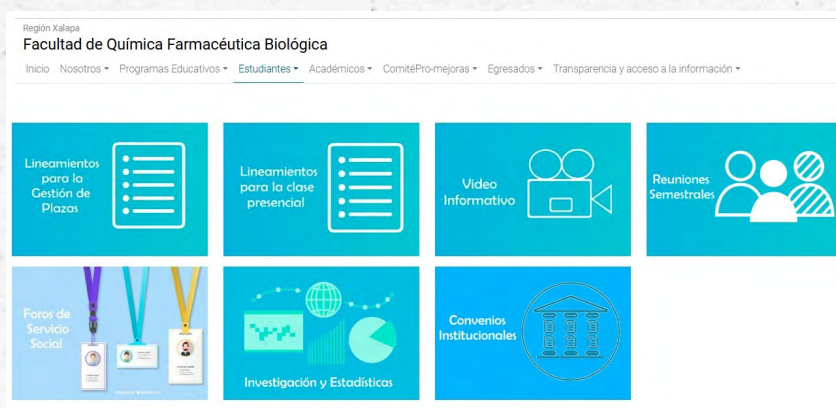 Región Xalapa
Facultad de Química Farmacéutica Biológica
Inicio Nosotros Programas Educativos Estudiantes Académicos ComitéPro-mejoras Egresados Transparencia y acceso a la información
Lineamientos
para la
Gestión de
Plazas
Lineamientos
para la clase
presencial
Video
Informativo
Reuniones
Semestrales
Foros de
Servicio
Social
Investigación y Estadísticas
Convenios
Institucionales